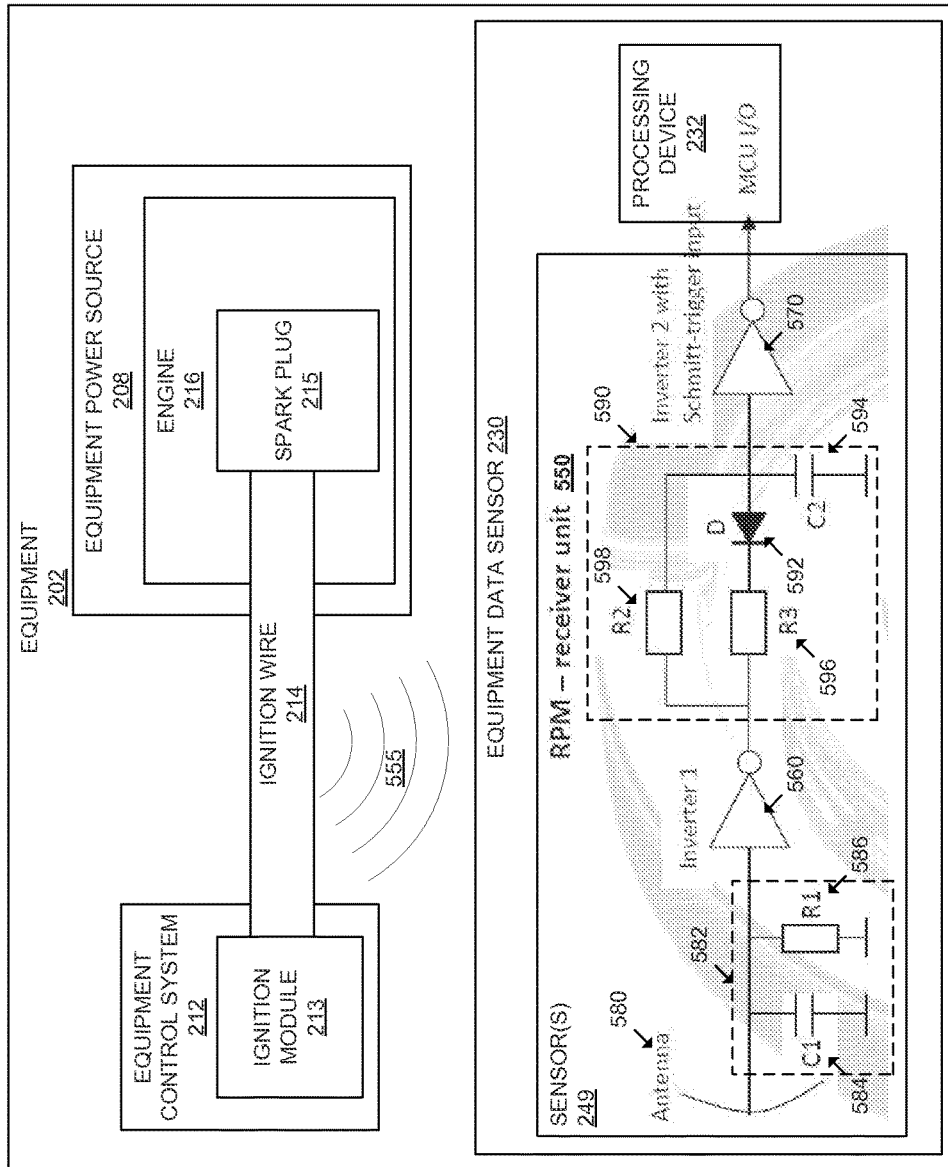 EQUIPMENT
202
EQUIPMENT
CONTROL SYSTEM
212
IGNITION
MODULE
213
IGNITION WIRE
214
555
EQUIPMENT POWER SOURCE
208
ENGINE
216
SPARK PLUG
215
EQUIPMENT DATA SENSOR 230
SENSOR(S)
249
Antenna
580
582
C1
584
R1
586
Inverter 1
560
RPM – receiver unit 550
590
598
R2
R3
596
D
592
C2
594
Inverter 2 with
Schmitt-trigger input
570
PROCESSING
DEVICE
232
MCU I/O